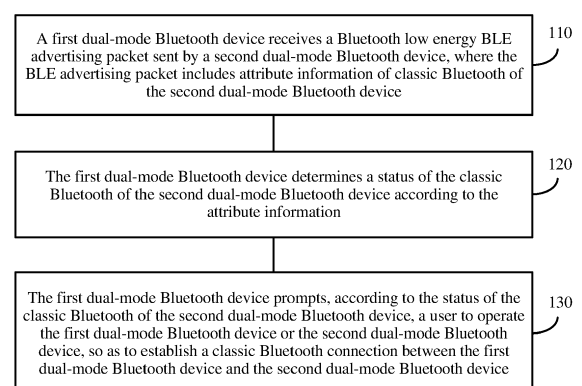 A first dual-mode Bluetooth device receives a Bluetooth low energy BLE
advertising packet sent by a second dual-mode Bluetooth device, where the
BLE advertising packet includes attribute information of classic Bluetooth of
the second dual-mode Bluetooth device
110
The first dual-mode Bluetooth device determines a status of the classic
Bluetooth of the second dual-mode Bluetooth device according to the
attribute information
120
The first dual-mode Bluetooth device prompts, according to the status of the
classic Bluetooth of the second dual-mode Bluetooth device, a user to operate
the first dual-mode Bluetooth device or the second dual-mode Bluetooth
device, so as to establish a classic Bluetooth connection between the first
dual-mode Bluetooth device and the second dual-mode Bluetooth device
130